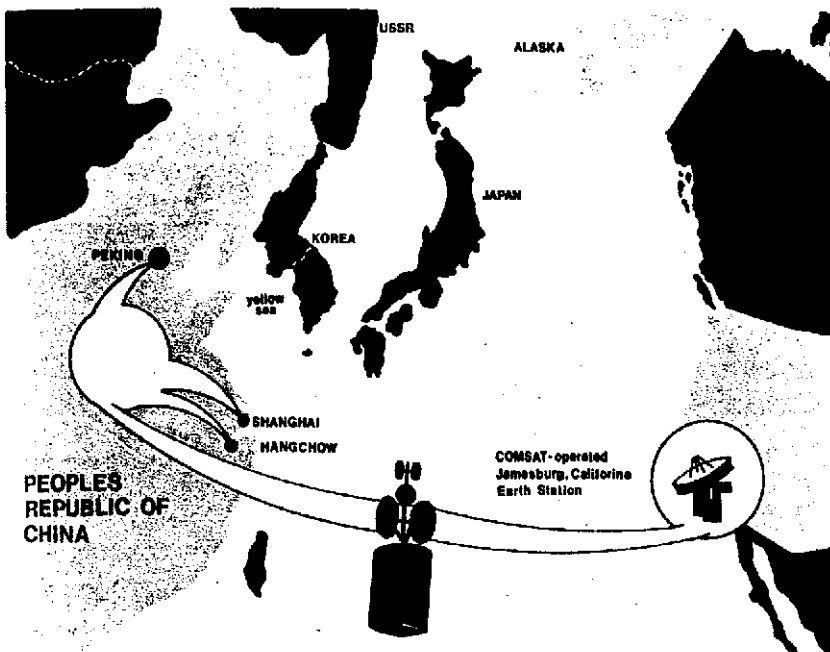 USSR
ALASKA
JAPAN
KOREA
PEKING
yellow
sea
SHANGHAI
HANGCHOW
COMSAT-operated
Jamesburg, California
Earth Station
PEOPLES
REPUBLIC OF
CHINA